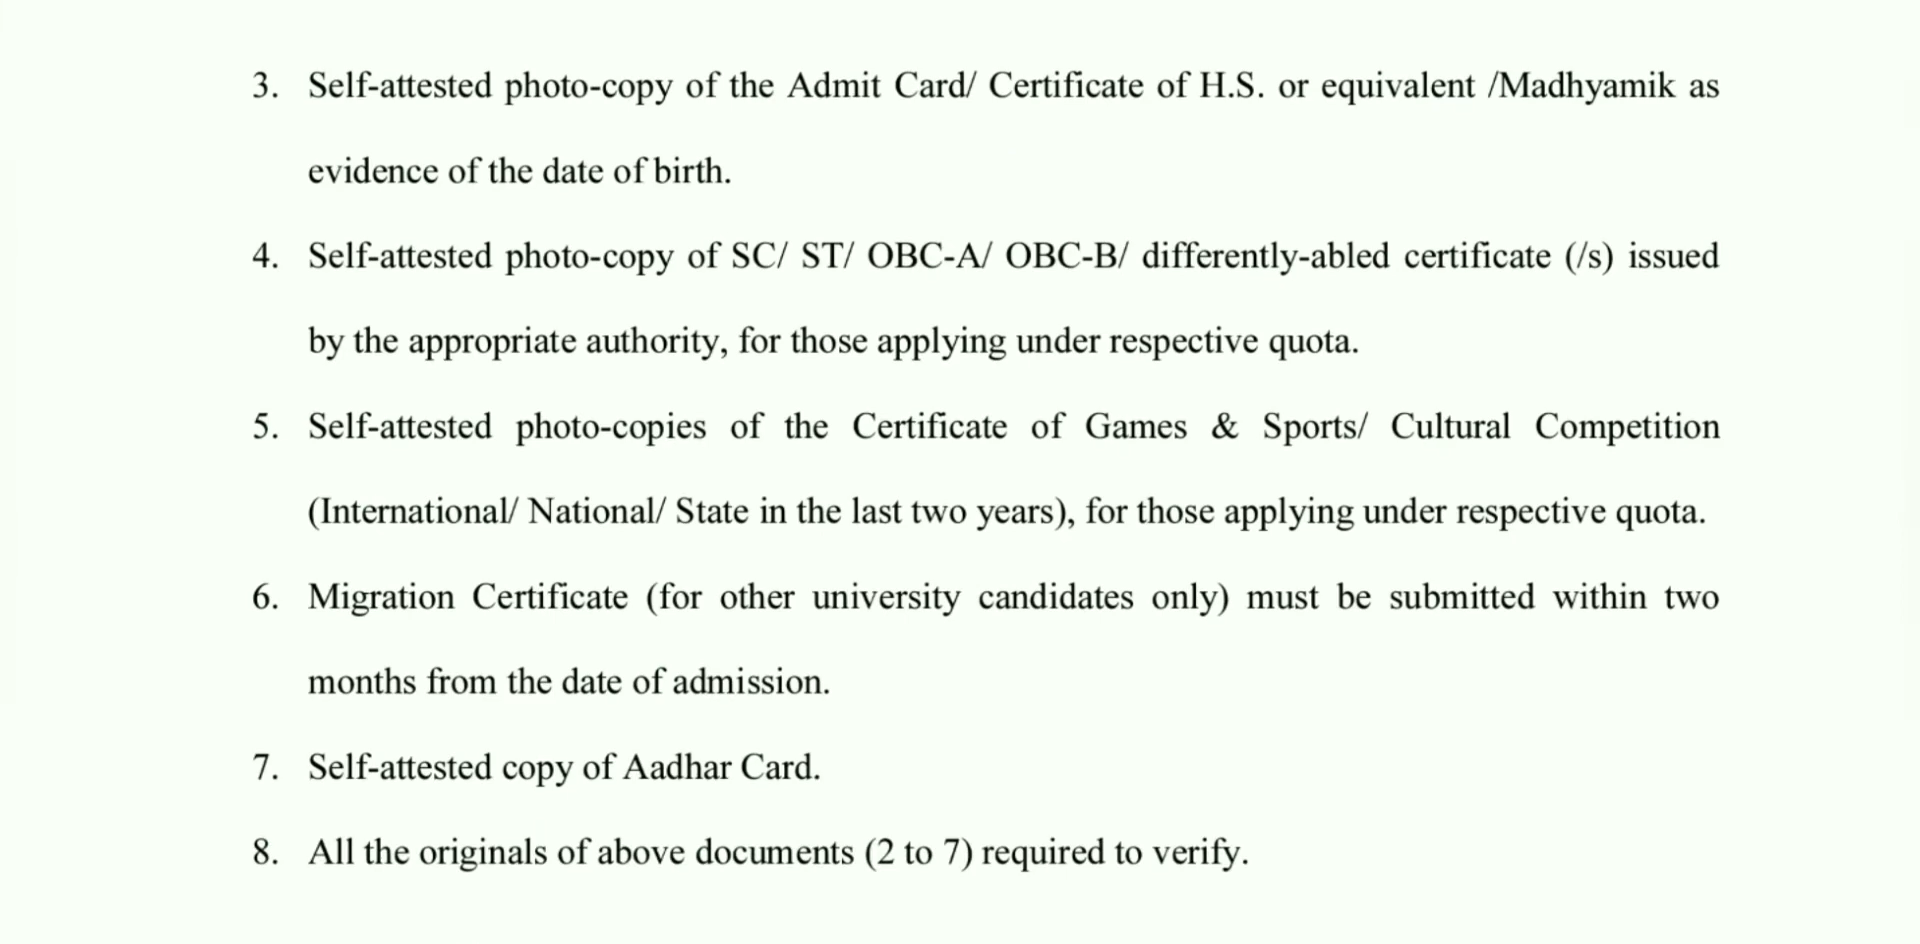 3. Self-attested photo-copy of the Admit Card/ Certificate of H.S. or equivalent /Madhyamik as
evidence of the date of birth.
4. Self-attested photo-copy of SC/ ST/ OBC-A/ OBC-B/ differently-abled certificate (/s) issued
by the appropriate authority, for those applying under respective quota.
5. Self-attested photo-copies of the Certificate of Games & Sports/ Cultural Competition
(International/ National/ State in the last two years), for those applying under respective quota.
6. Migration Certificate (for other university candidates only) must be submitted within two
months from the date of admission.
7. Self-attested copy of Aadhar Card.
8. All the originals of above documents (2 to 7) required to verify.